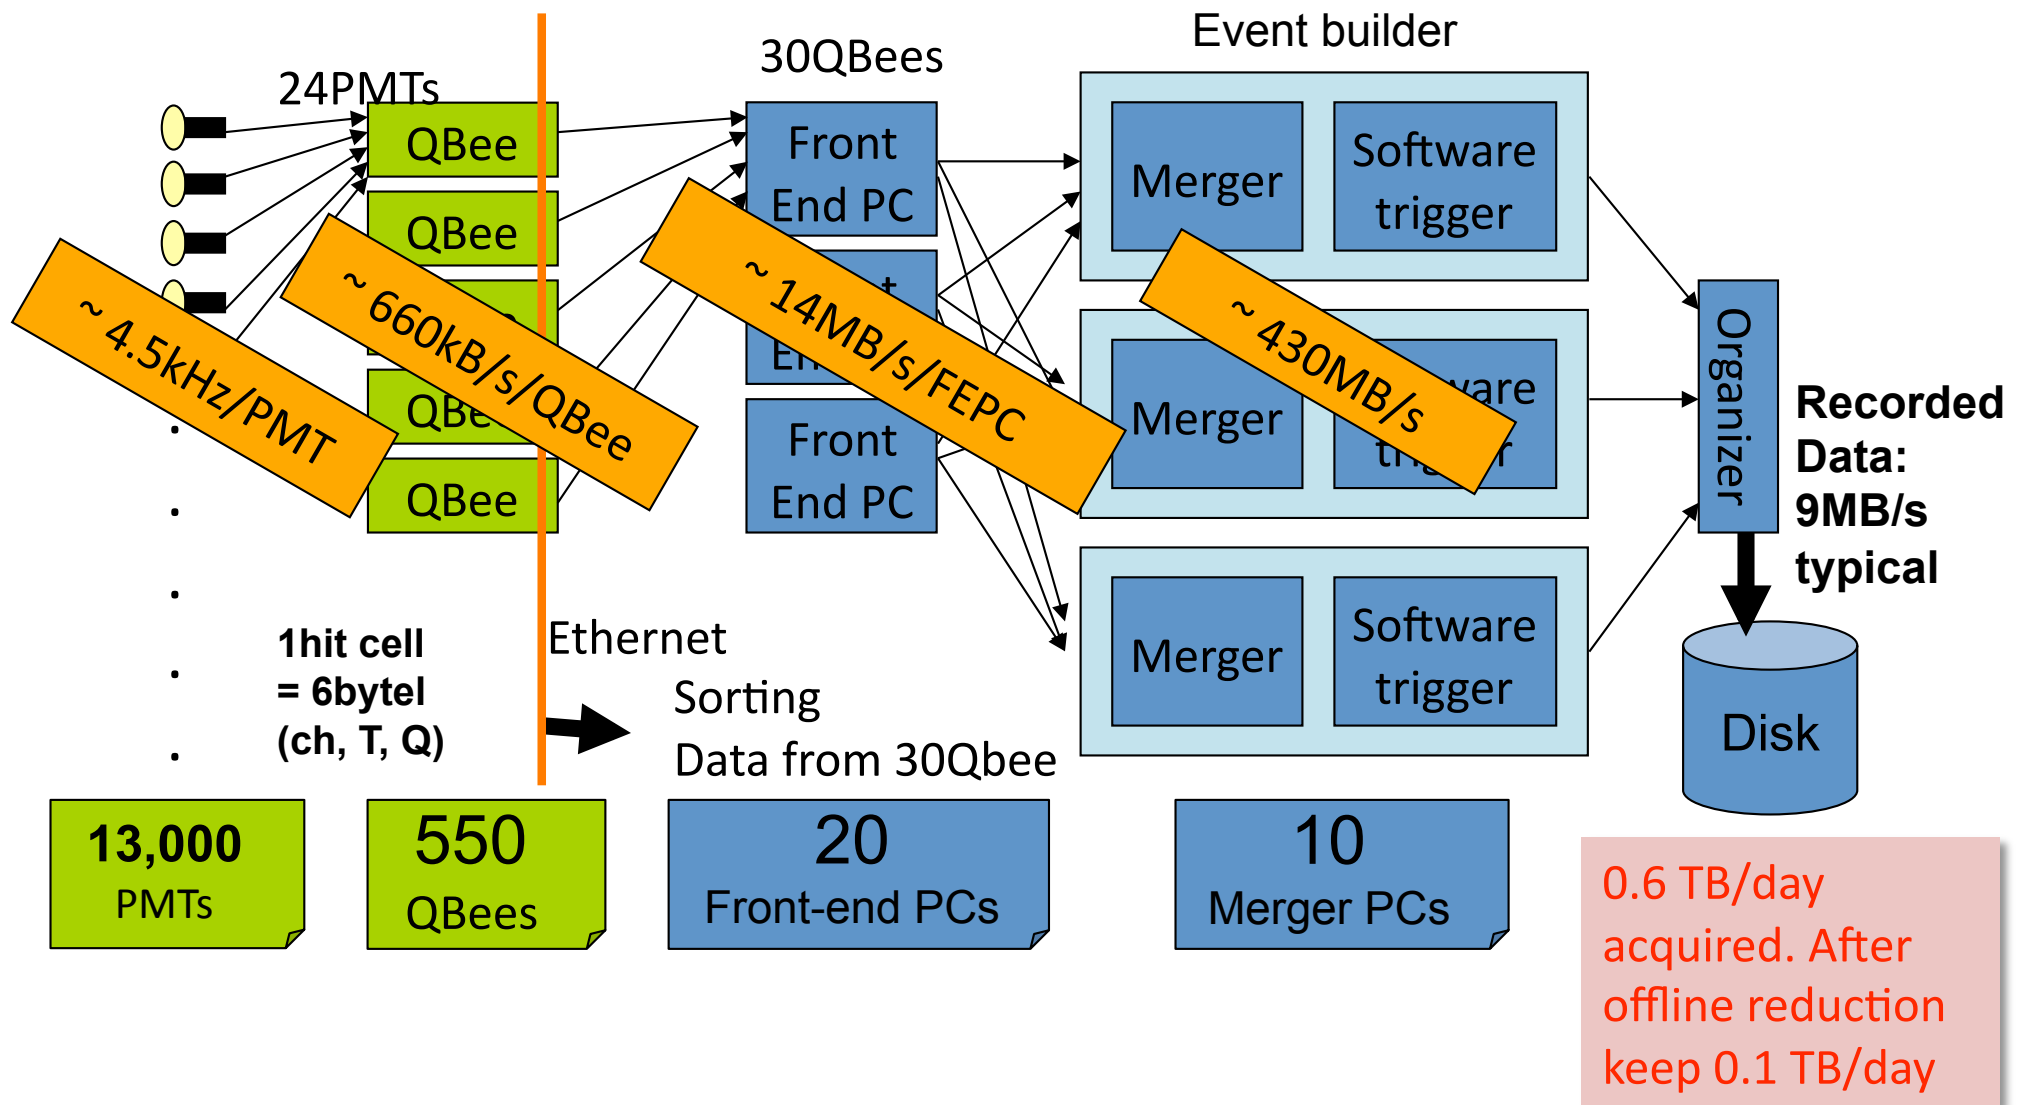 Event builder
24PMTs
30QBees
QBee
QBee
QBee
QBee
Front
End PC
Front
End PC
Merger
Software
trigger
Merger
Merger
Software
trigger
~ 4.5kHz/PMT
~ 660kB/s/QBee
~ 14MB/s/FEPC
~ 430MB/s
Organizer
Recorded
Data:
9MB/s
typical
Disk
1hit cell
= 6bytel
(ch, T, Q)
Ethernet
Sorting
Data from 30Qbee
13,000
PMTs
550
QBees
20
Front-end PCs
10
Merger PCs
0.6 TB/day
acquired. After
offline reduction
keep 0.1 TB/day